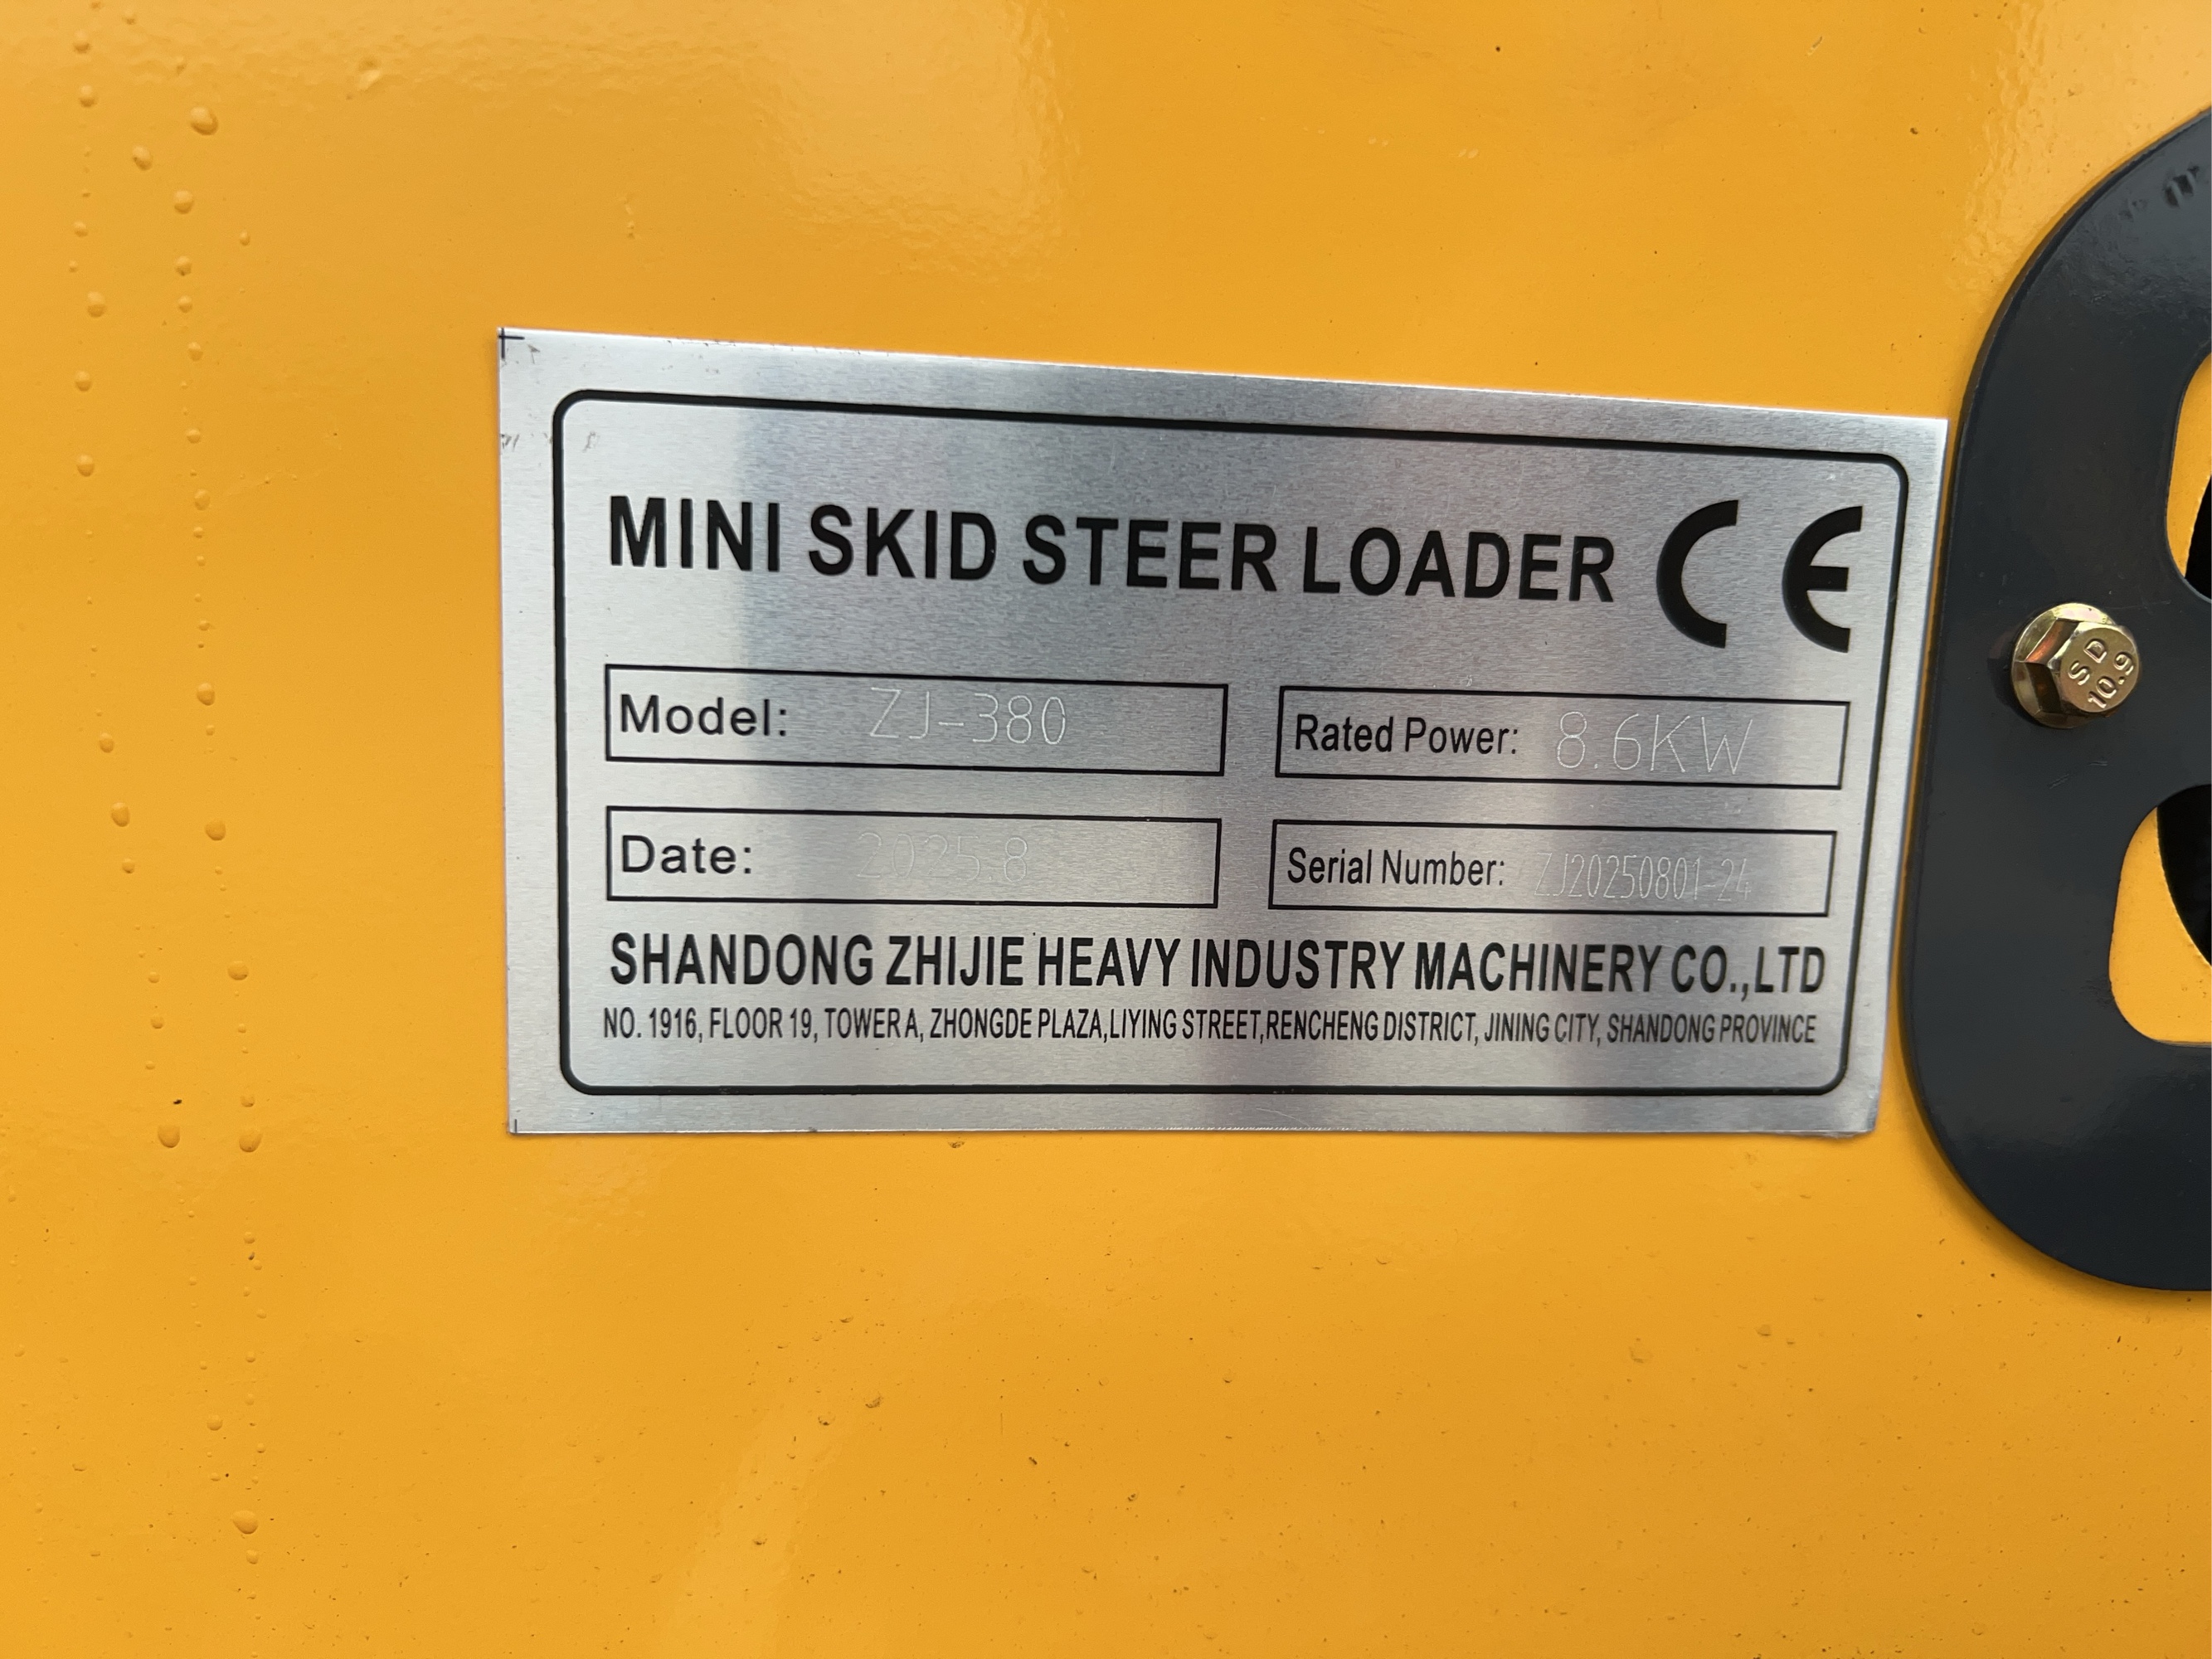 MINI SKID STEER LOADER CE
Model: ZJ-380
Rated Power: 8.6KW
Date: 2025.8
Serial Number: ZJ20250801-24
SHANDONG ZHIJIE HEAVY INDUSTRY MACHINERY CO.,LTD
NO. 1916, FLOOR 19, TOWER A, ZHONGDE PLAZA,LIYING STREET,RENCHENG DISTRICT, JINING CITY, SHANDONG PROVINCE
SD
10.9